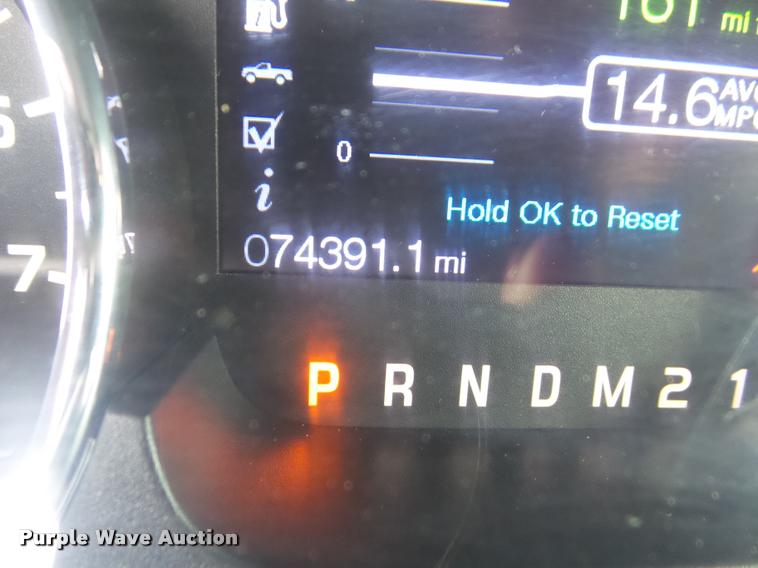 161 mi
14.6 AVG
MPG
0
Hold OK to Reset
074391.1 mi
7
P R N D M 2 1
Purple Wave Auction